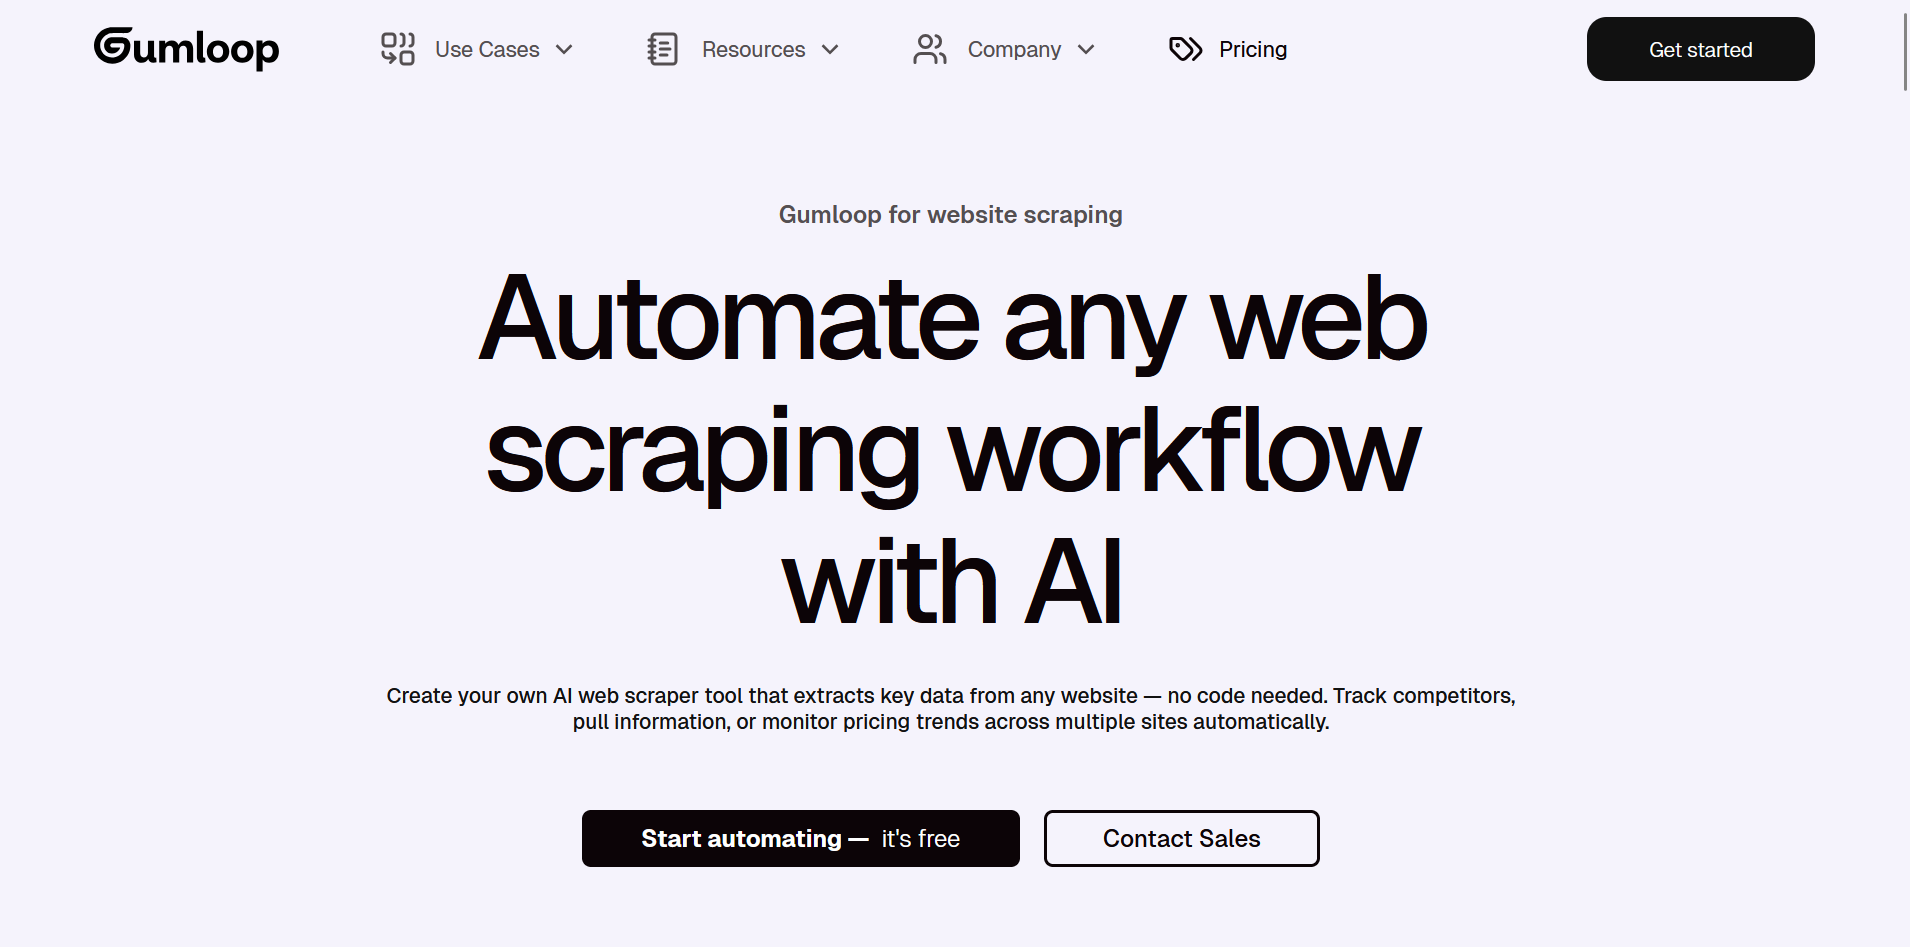 Gumloop
Use Cases
Resources
Company
Pricing
Get started
Gumloop for website scraping
Automate any web
scraping workflow
with AI
Create your own AI web scraper tool that extracts key data from any website — no code needed. Track competitors,
pull information, or monitor pricing trends across multiple sites automatically.
Start automating — it's free
Contact Sales